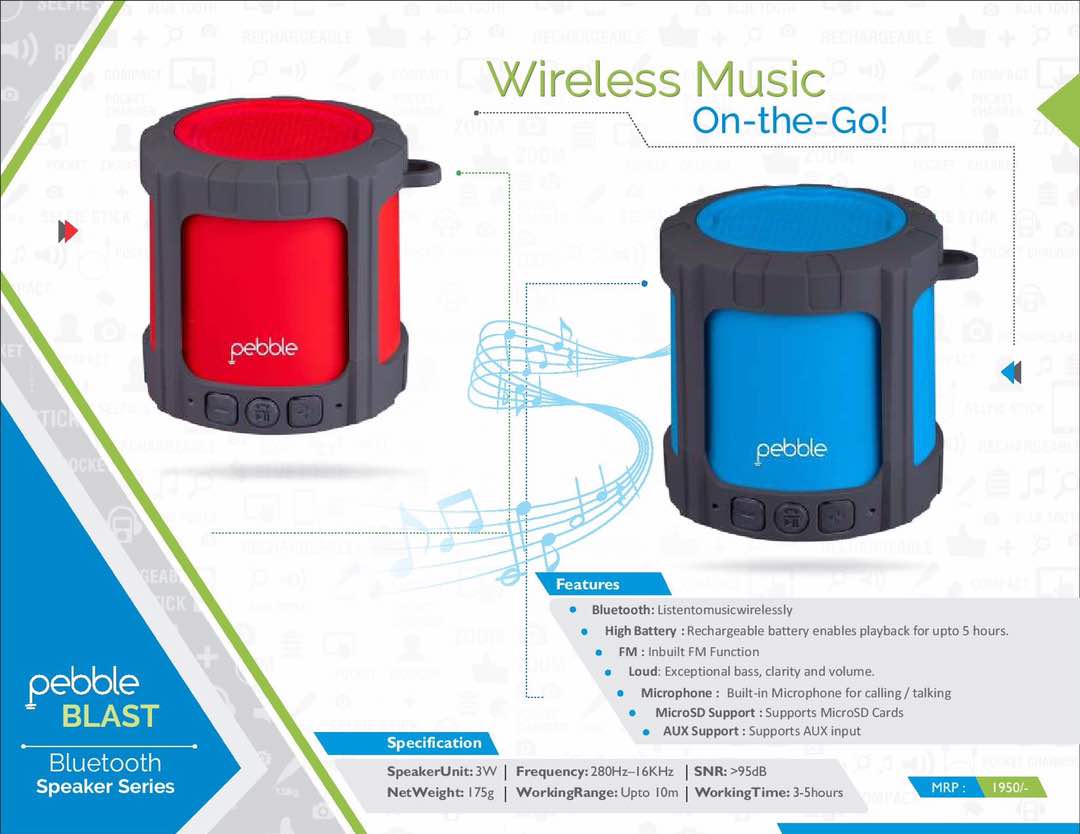 Wireless Music
On-the-Go!
pebble
pebble
Features
Bluetooth: Listentomusicwirelessly
High Battery : Rechargeable battery enables playback for upto 5 hours.
FM : Inbuilt FM Function
Loud: Exceptional bass, clarity and volume.
Microphone : Built-in Microphone for calling / talking
MicroSD Support : Supports MicroSD Cards
AUX Support : Supports AUX input
pebble
BLAST
Bluetooth
Speaker Series
Specification
SpeakerUnit: 3W | Frequency: 280Hz–16KHz | SNR: >95dB
NetWeight: 175g | WorkingRange: Upto 10m | WorkingTime: 3-5hours
MRP : 1950/-